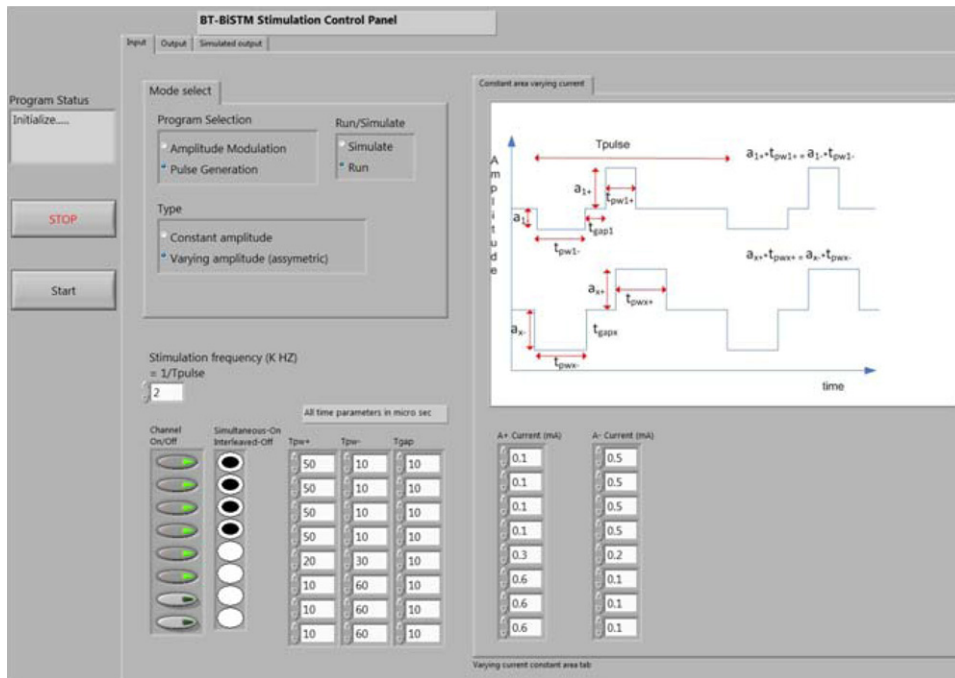 BT-BiSTM Stimulation Control Panel
Input Output Simulated output
Program Status
Initialize.....
STOP
Start
Mode select
Program Selection
Amplitude Modulation
Pulse Generation
Run/Simulate
Simulate
Run
Type
Constant amplitude
Varying amplitude (assymetric)
Stimulation frequency (K HZ)
= 1/Tpulse
2
All time parameters in micro sec
Channel
On/Off
Simultaneous-On
Interleaved-Off
Tpw+ Tpw- Tgap
50 10 10
50 10 10
50 10 10
50 10 10
20 30 10
10 60 10
10 60 10
10 60 10
Constant area varying current
Amplitude
Tpulse
a1+*tpw1+ = a1-*tpw1-
a1+
tpw1+
a1
tgap1
tpw1-
ax+*tpwx+ = ax-*tpwx-
ax+
tpwx+
ax-
tgapx
tpwx-
time
A+ Current (mA) A- Current (mA)
0.1 0.5
0.1 0.5
0.1 0.5
0.1 0.5
0.3 0.2
0.6 0.1
0.6 0.1
0.6 0.1
Varying current constant area tab